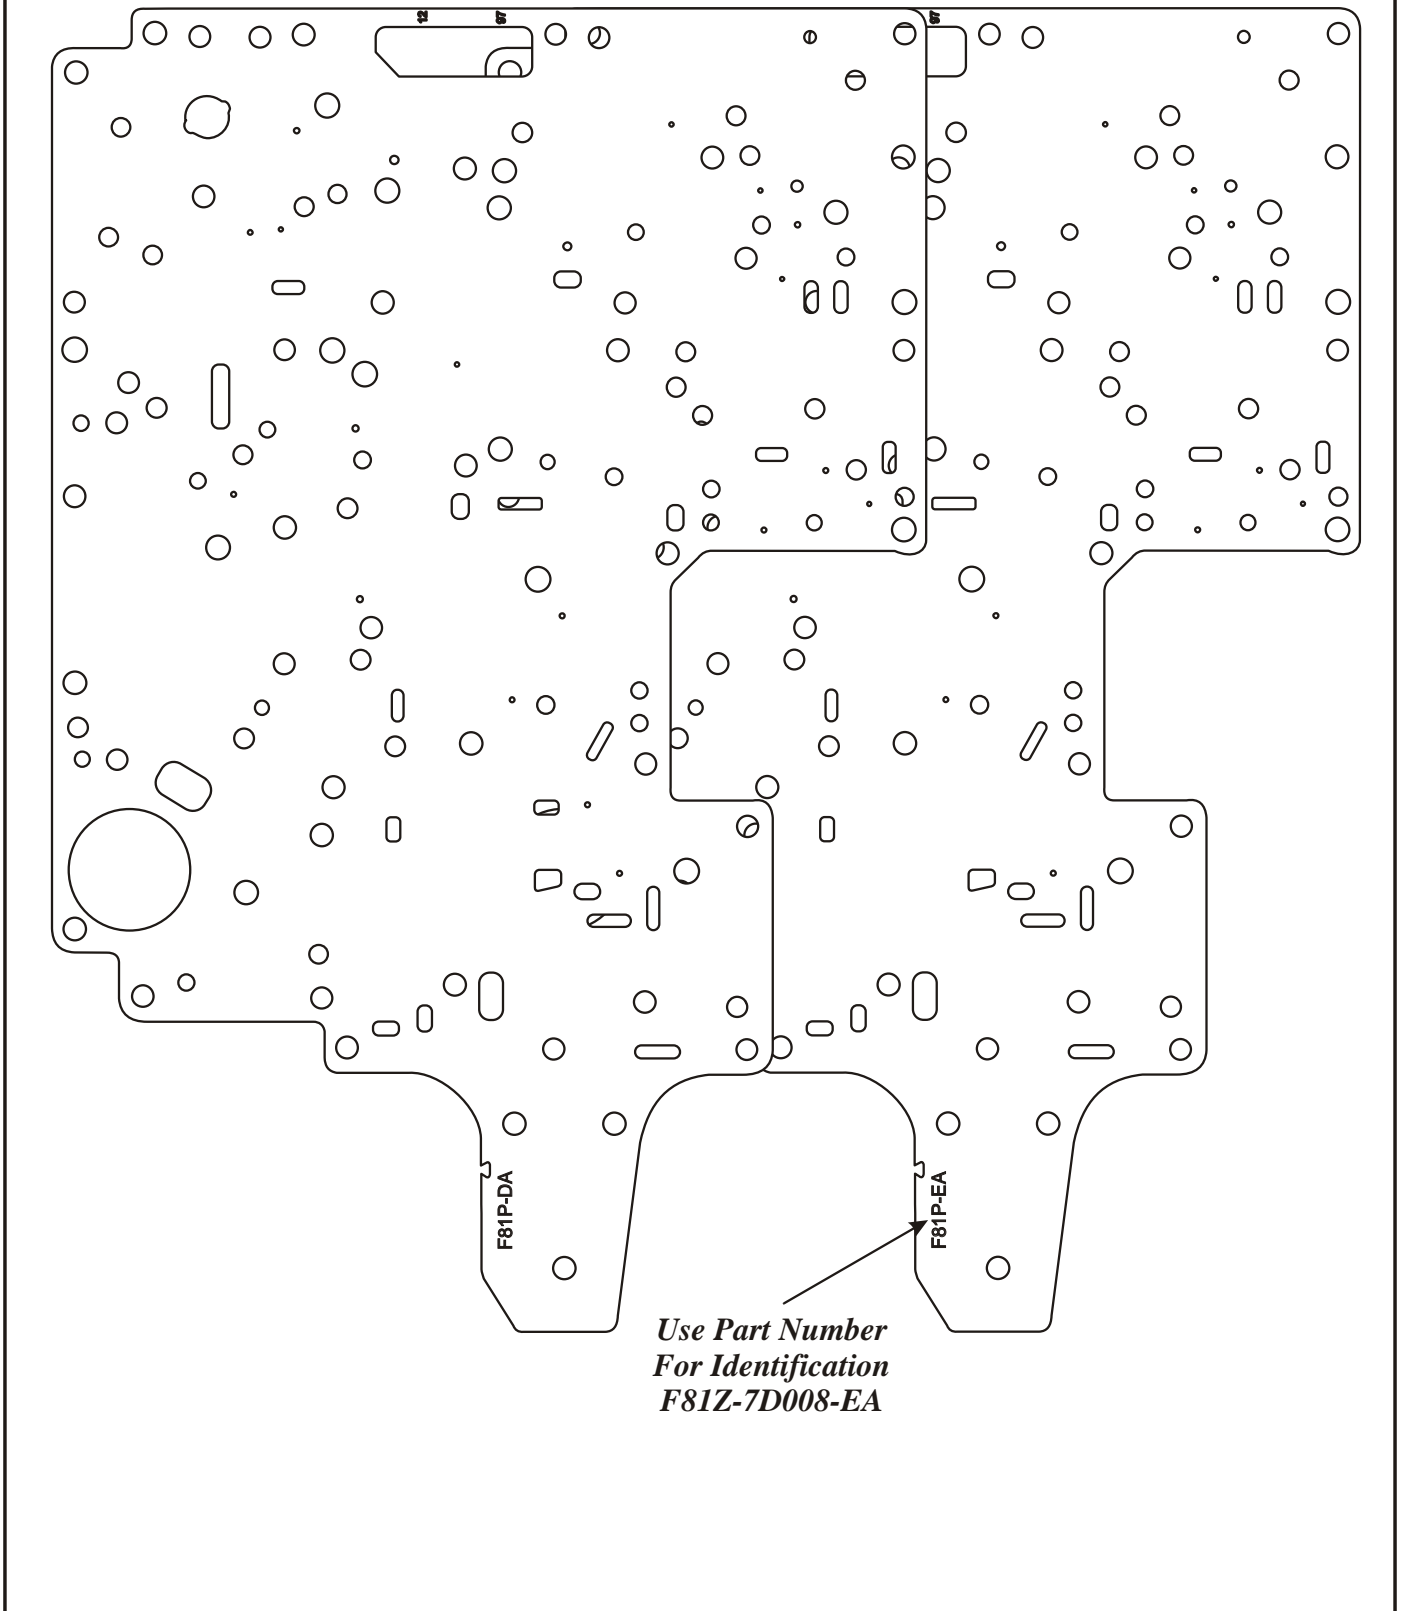 12
97
97
F81P-DA
F81P-EA
Use Part Number
For Identification
F81Z-7D008-EA